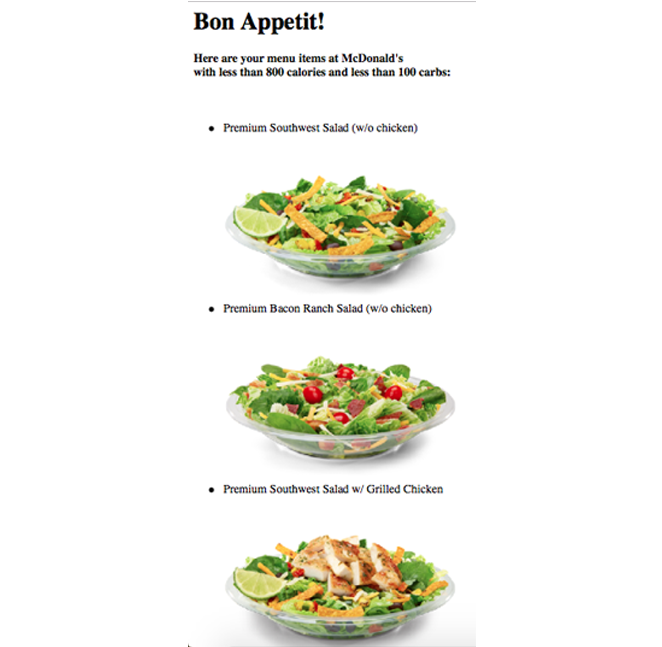 Bon Appetit!
Here are your menu items at McDonald's
with less than 800 calories and less than 100 carbs:
• Premium Southwest Salad (w/o chicken)
• Premium Bacon Ranch Salad (w/o chicken)
• Premium Southwest Salad w/ Grilled Chicken